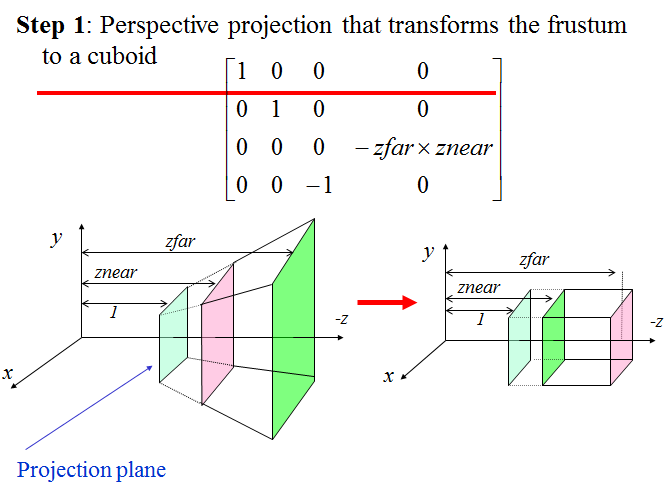 Step 1: Perspective projection that transforms the frustum
to a cuboid
1 0 0 0
0 1 0 0
0 0 0 − zfar × znear
0 0 −1 0
y
zfar
znear
1
-z
x
Projection plane
y
zfar
znear
1
-z
x